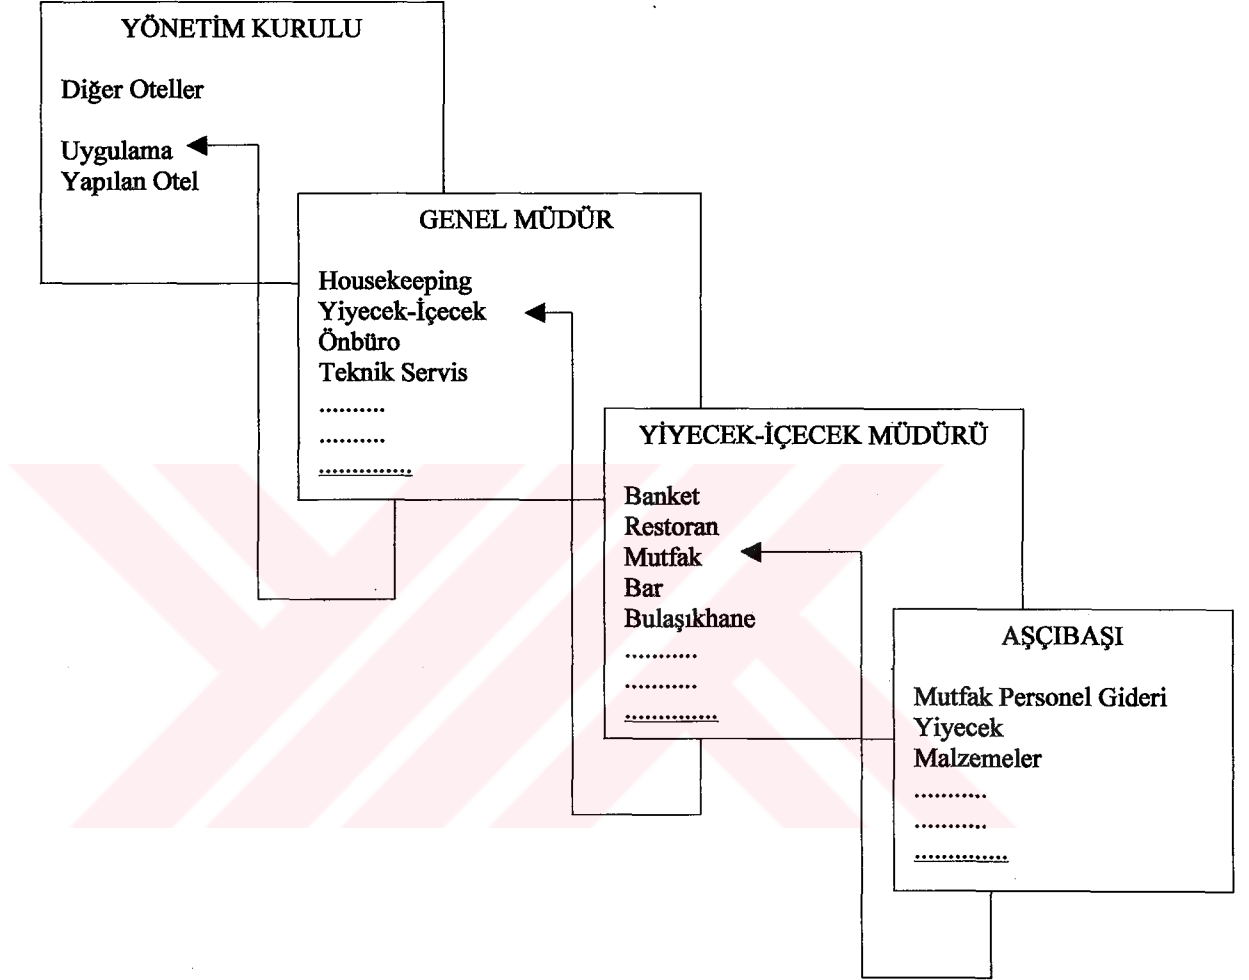 YÖNETİM KURULU
Diğer Oteller
Uygulama
Yapılan Otel
GENEL MÜDÜR
Housekeeping
Yiyecek-İçecek
Önbüro
Teknik Servis
..........
..........
..............
YİYECEK-İÇECEK MÜDÜRÜ
Banket
Restoran
Mutfak
Bar
Bulaşıkhane
...........
...........
..............
AŞÇIBAŞI
Mutfak Personel Gideri
Yiyecek
Malzemeler
...........
...........
..............